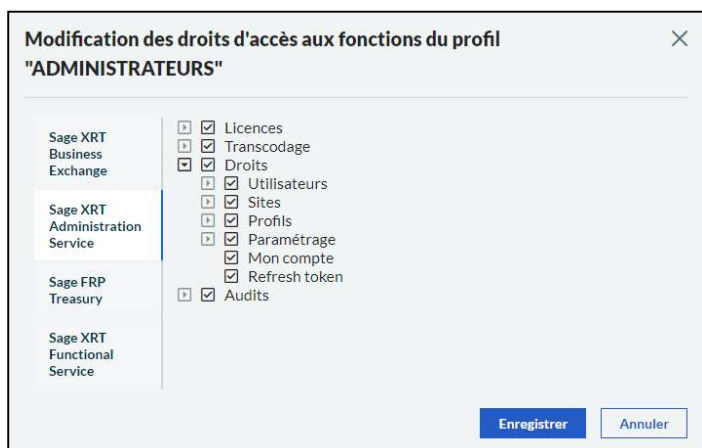 Modification des droits d'accès aux fonctions du profil
"ADMINISTRATEURS"
Sage XRT
Business
Exchange
Sage XRT
Administration
Service
Sage FRP
Treasury
Sage XRT
Functional
Service
Licences
Transcodage
Droits
Utilisateurs
Sites
Profils
Paramétrage
Mon compte
Refresh token
Audits
Enregistrer
Annuler